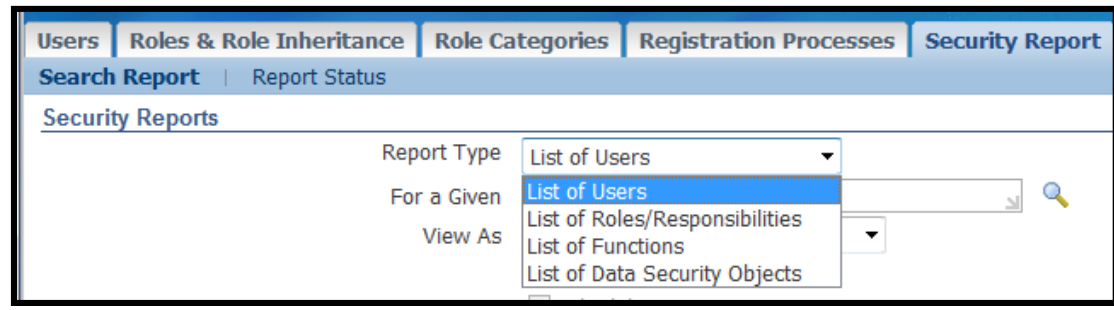 Users Roles & Role Inheritance Role Categories Registration Processes Security Report
Search Report | Report Status
Security Reports
Report Type List of Users
For a Given List of Users
List of Roles/Responsibilities
View As List of Functions
List of Data Security Objects